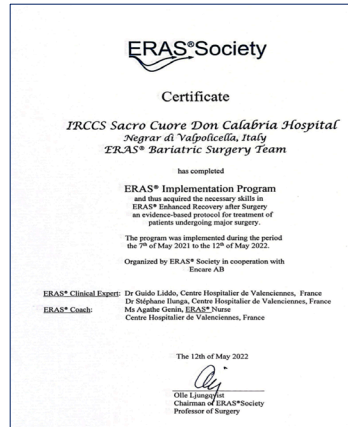 ERAS®Society
Certificate
IRCCS Sacro Cuore Don Calabria Hospital
Negrar di Valpolicella, Italy
ERAS® Bariatric Surgery Team
has completed
ERAS® Implementation Program
and thus acquired the necessary skills in
ERAS® Enhanced Recovery after Surgery
an evidence-based protocol for treatment of
patients undergoing major surgery.
The program was implemented during the period
the 7th of May 2021 to the 12th of May 2022.
Organized by ERAS® Society in cooperation with
Encare AB
ERAS® Clinical Expert: Dr Guido Liddo, Centre Hospitalier de Valenciennes, France
Dr Stéphane Ilunga, Centre Hospitalier de Valenciennes, France
ERAS® Coach: Ms Agathe Genin, ERAS® Nurse
Centre Hospitalier de Valenciennes, France
The 12th of May 2022
Olle Ljungqvist
Chairman of ERAS®Society
Professor of Surgery